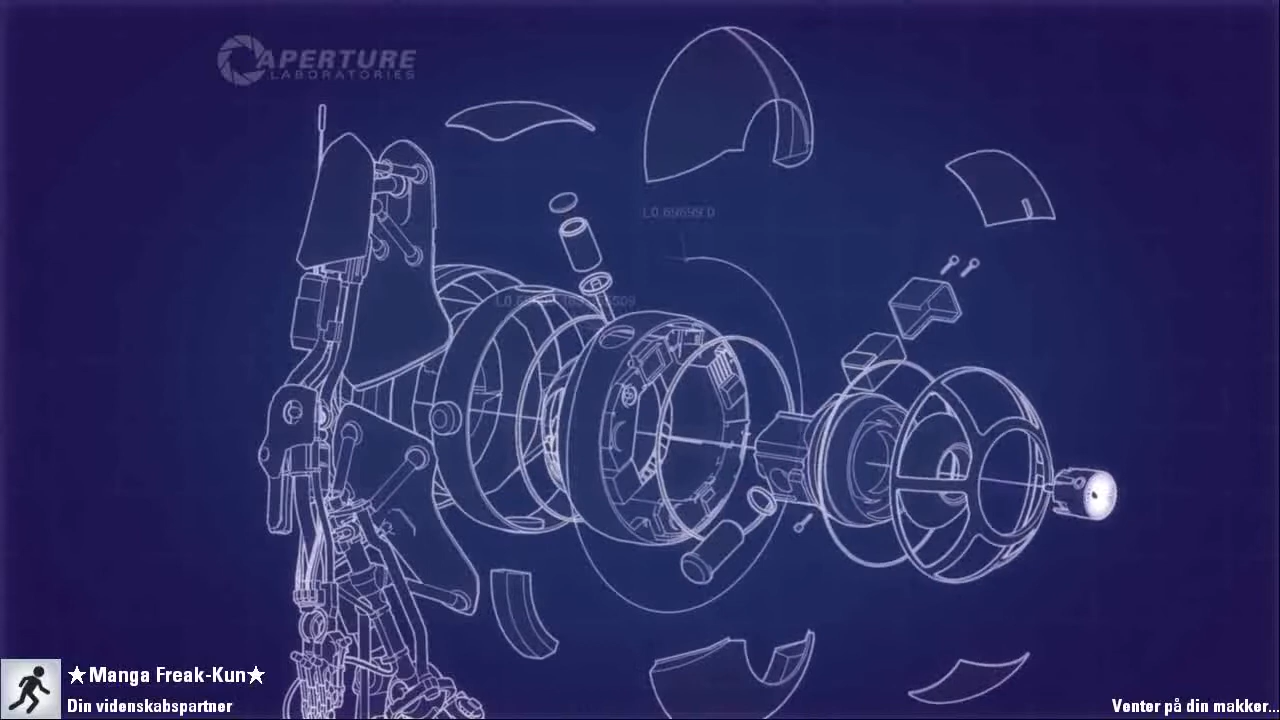 APERTURE
LABORATORIES
★Manga Freak-Kun★
Din videnskabspartner
Venter på din makker...